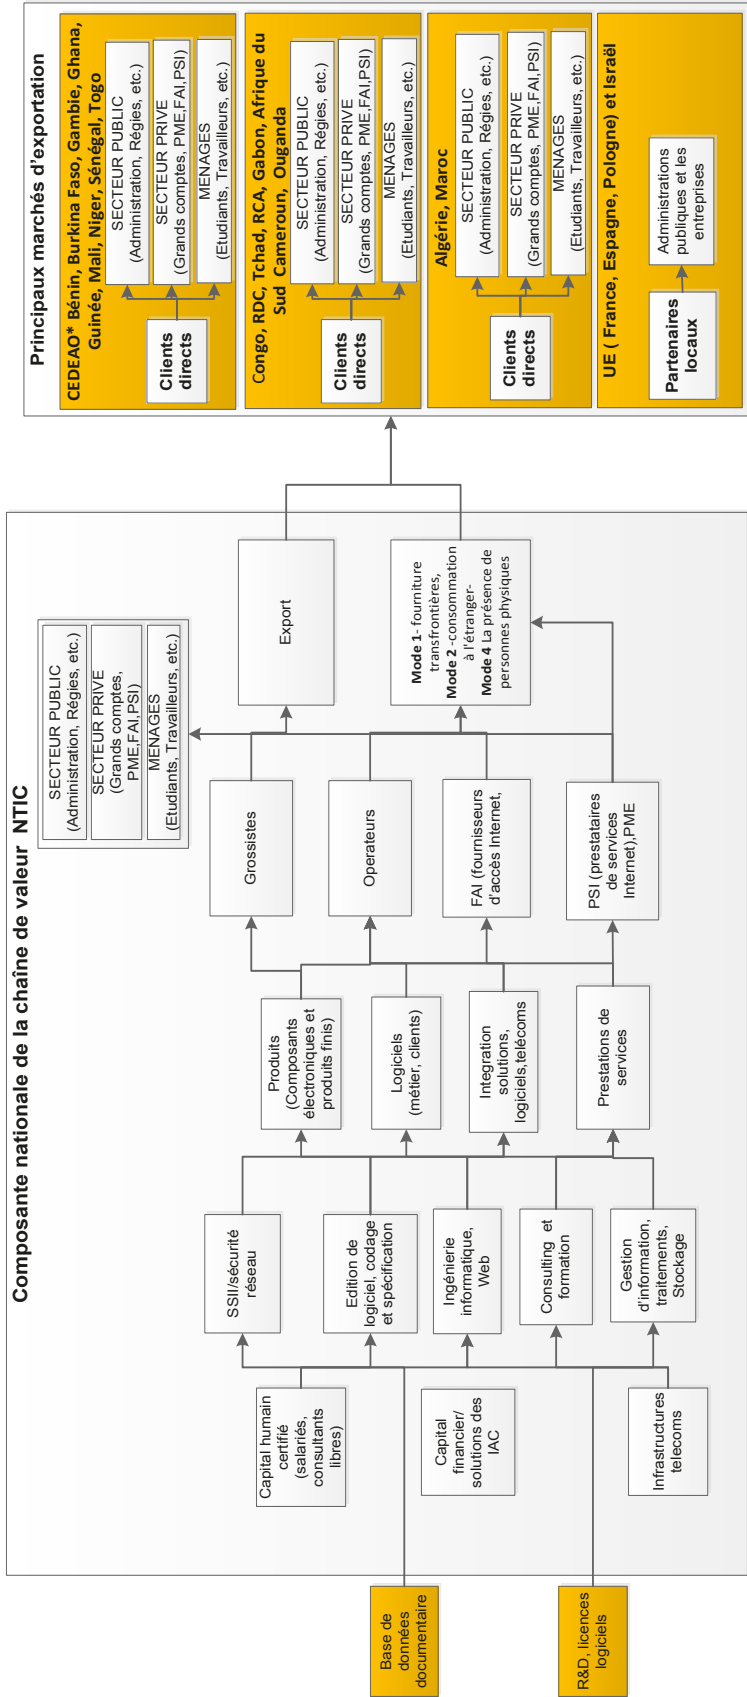 Composante nationale de la chaîne de valeur  NTIC
Base de
données
documentaire
R&D, licences
logiciels
Capital humain
certifié
(salariés,
consultants
libres)
Capital
financier/
solutions des
IAC
Infrastructures
telecoms
SSII/sécurité
réseau
Edition de
logiciel, codage
et spécification
Ingénierie
informatique,
Web
Consulting et
formation
Gestion
d'information,
traitements,
Stockage
Produits
(Composants
électroniques et
produits finis)
Logiciels
(métier, clients)
Integration
solutions,
logiciels,telécoms
Prestations de
services
Grossistes
Operateurs
FAI (fournisseurs
d'accès Internet,
PSI (prestataires
de services
Internet),PME
SECTEUR PUBLIC
(Administration, Régies, etc.)
SECTEUR PRIVE
(Grands comptes,
PME,FAI,PSI)
MENAGES
(Etudiants, Travailleurs, etc.)
Export
Mode 1- fourniture
transfrontières,
Mode 2 -consommation
à l'étranger-
Mode 4 La présence de
personnes physiques
Principaux marchés d'exportation
CEDEAO* Bénin, Burkina Faso, Gambie, Ghana,
Guinée, Mali, Niger, Sénégal, Togo
Clients
directs
SECTEUR PUBLIC
(Administration, Régies, etc.)
SECTEUR PRIVE
(Grands comptes, PME,FAI,PSI)
MENAGES
(Etudiants, Travailleurs, etc.)
Congo, RDC, Tchad, RCA, Gabon, Afrique du
Sud  Cameroun, Ouganda
Clients
directs
SECTEUR PUBLIC
(Administration, Régies, etc.)
SECTEUR PRIVE
(Grands comptes, PME,FAI,PSI)
MENAGES
(Etudiants, Travailleurs, etc.)
Algérie, Maroc
Clients
directs
SECTEUR PUBLIC
(Administration, Régies, etc.)
SECTEUR PRIVE
(Grands comptes, PME,FAI,PSI)
MENAGES
(Etudiants, Travailleurs, etc.)
UE ( France, Espagne, Pologne) et Israël
Partenaires
locaux
Administrations
publiques et les
entreprises